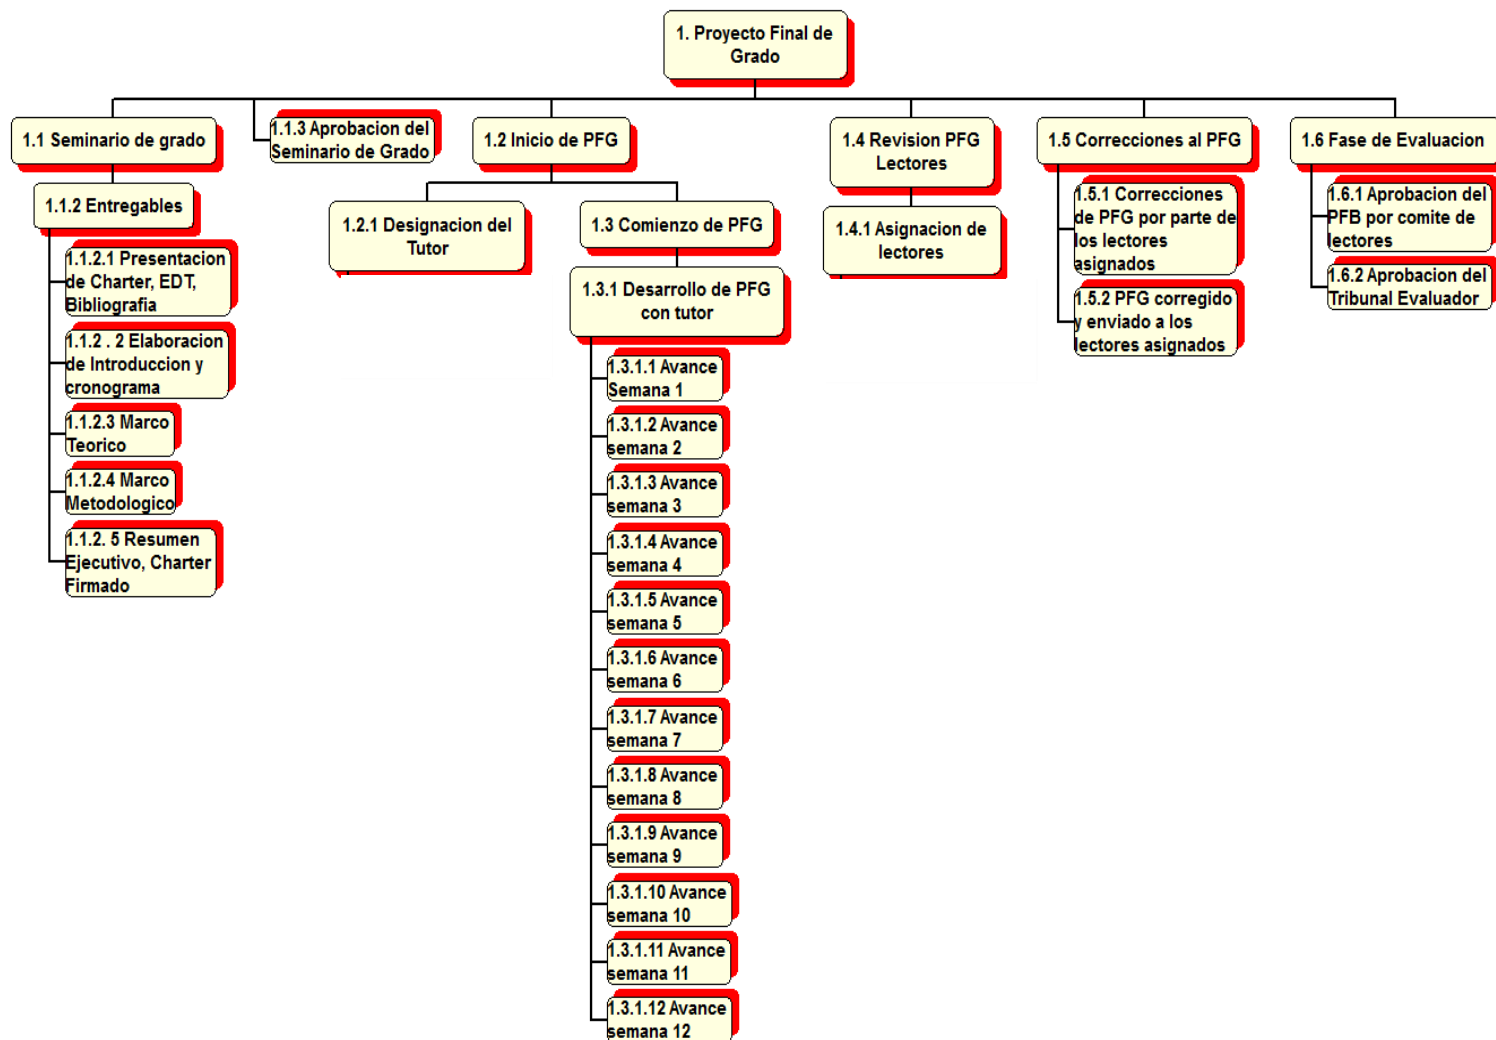 1. Proyecto Final de
Grado
1.1 Seminario de grado
1.1.3 Aprobacion del
Seminario de Grado
1.2 Inicio de PFG
1.4 Revision PFG
Lectores
1.5 Correcciones al PFG
1.6 Fase de Evaluacion
1.1.2 Entregables
1.1.2.1 Presentacion
de Charter, EDT,
Bibliografia
1.1.2 . 2 Elaboracion
de Introduccion y
cronograma
1.1.2.3 Marco
Teorico
1.1.2.4 Marco
Metodologico
1.1.2. 5 Resumen
Ejecutivo, Charter
Firmado
1.2.1 Designacion del
Tutor
1.3 Comienzo de PFG
1.3.1 Desarrollo de PFG
con tutor
1.3.1.1 Avance
Semana 1
1.3.1.2 Avance
semana 2
1.3.1.3 Avance
semana 3
1.3.1.4 Avance
semana 4
1.3.1.5 Avance
semana 5
1.3.1.6 Avance
semana 6
1.3.1.7 Avance
semana 7
1.3.1.8 Avance
semana 8
1.3.1.9 Avance
semana 9
1.3.1.10 Avance
semana 10
1.3.1.11 Avance
semana 11
1.3.1.12 Avance
semana 12
1.4.1 Asignacion de
lectores
1.5.1 Correcciones
de PFG por parte de
los lectores
asignados
1.5.2 PFG corregido
y enviado a los
lectores asignados
1.6.1 Aprobacion del
PFB por comite de
lectores
1.6.2 Aprobacion del
Tribunal Evaluador